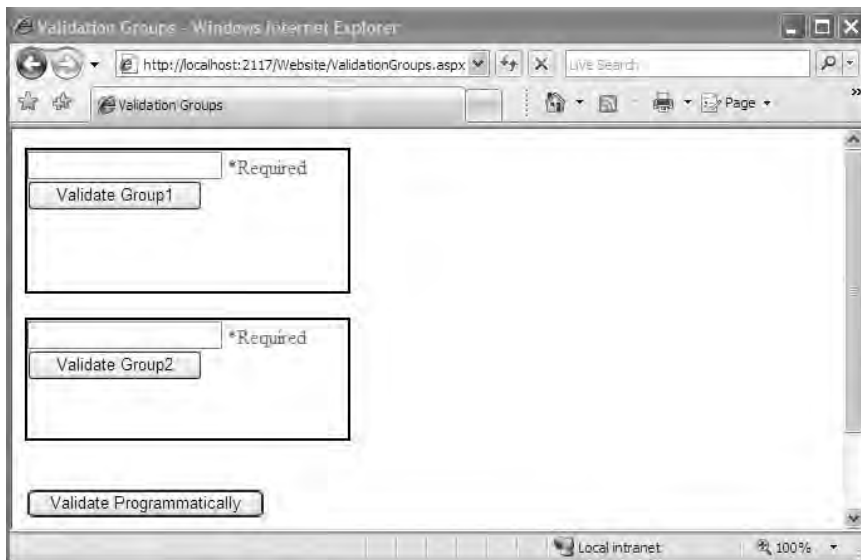 Validation Groups - Windows Internet Explorer
http://localhost:2117/Website/ValidationGroups.aspx
Live Search
Validation Groups
Page
*Required
Validate Group1
*Required
Validate Group2
Validate Programmatically
Local intranet
100%